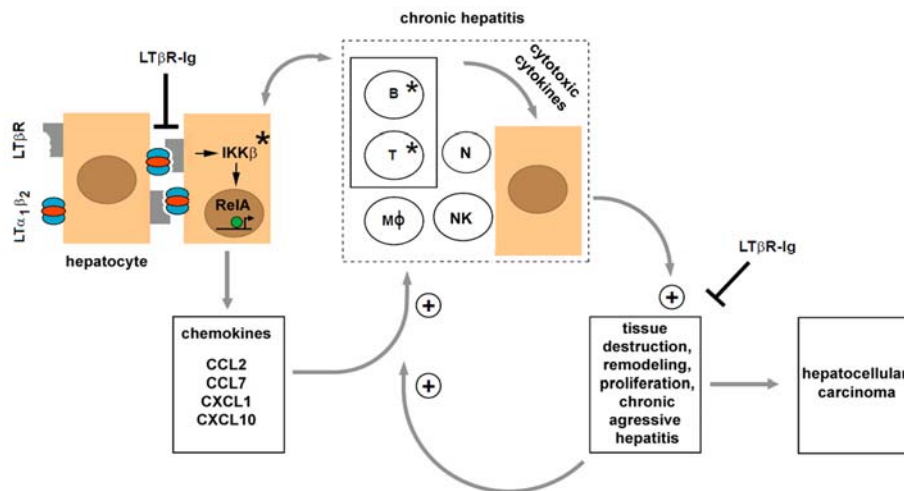 chronic hepatitis
LTβR-Ig
LTβR
LTα1β2
IKKβ*
RelA
hepatocyte
B*
T*
N
MΦ
NK
cytotoxic
cytokines
LTβR-Ig
+
+
+
chemokines
CCL2
CCL7
CXCL1
CXCL10
tissue
destruction,
remodeling,
proliferation,
chronic
agressive
hepatitis
hepatocellular
carcinoma